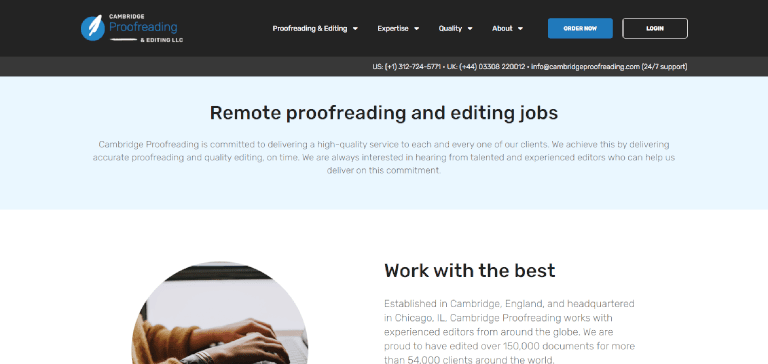 CAMBRIDGE
Proofreading
& EDITING LLC
Proofreading & Editing Expertise Quality About ORDER NOW LOGIN
US: (+1) 312-724-5771 • UK: (+44) 03308 220012 • info@cambridgeproofreading.com (24/7 support)
Remote proofreading and editing jobs
Cambridge Proofreading is committed to delivering a high-quality service to each and every one of our clients. We achieve this by delivering
accurate proofreading and quality editing, on time. We are always interested in hearing from talented and experienced editors who can help us
deliver on this commitment.
Work with the best
Established in Cambridge, England, and headquartered
in Chicago, IL, Cambridge Proofreading works with
experienced editors from around the globe. We are
proud to have edited over 150,000 documents for more
than 54,000 clients around the world.